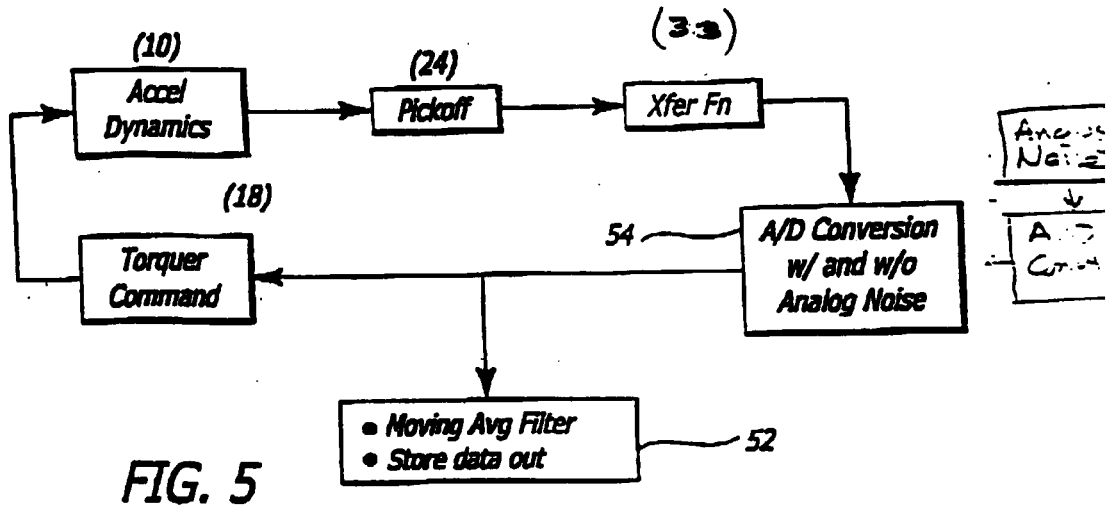 (10)
Accel
Dynamics
(24)
Pickoff
(33)
Xfer Fn
(18)
Torquer
Command
54
A/D Conversion
w/ and w/o
Analog Noise
• Moving Avg Filter
• Store data out
52
FIG. 5